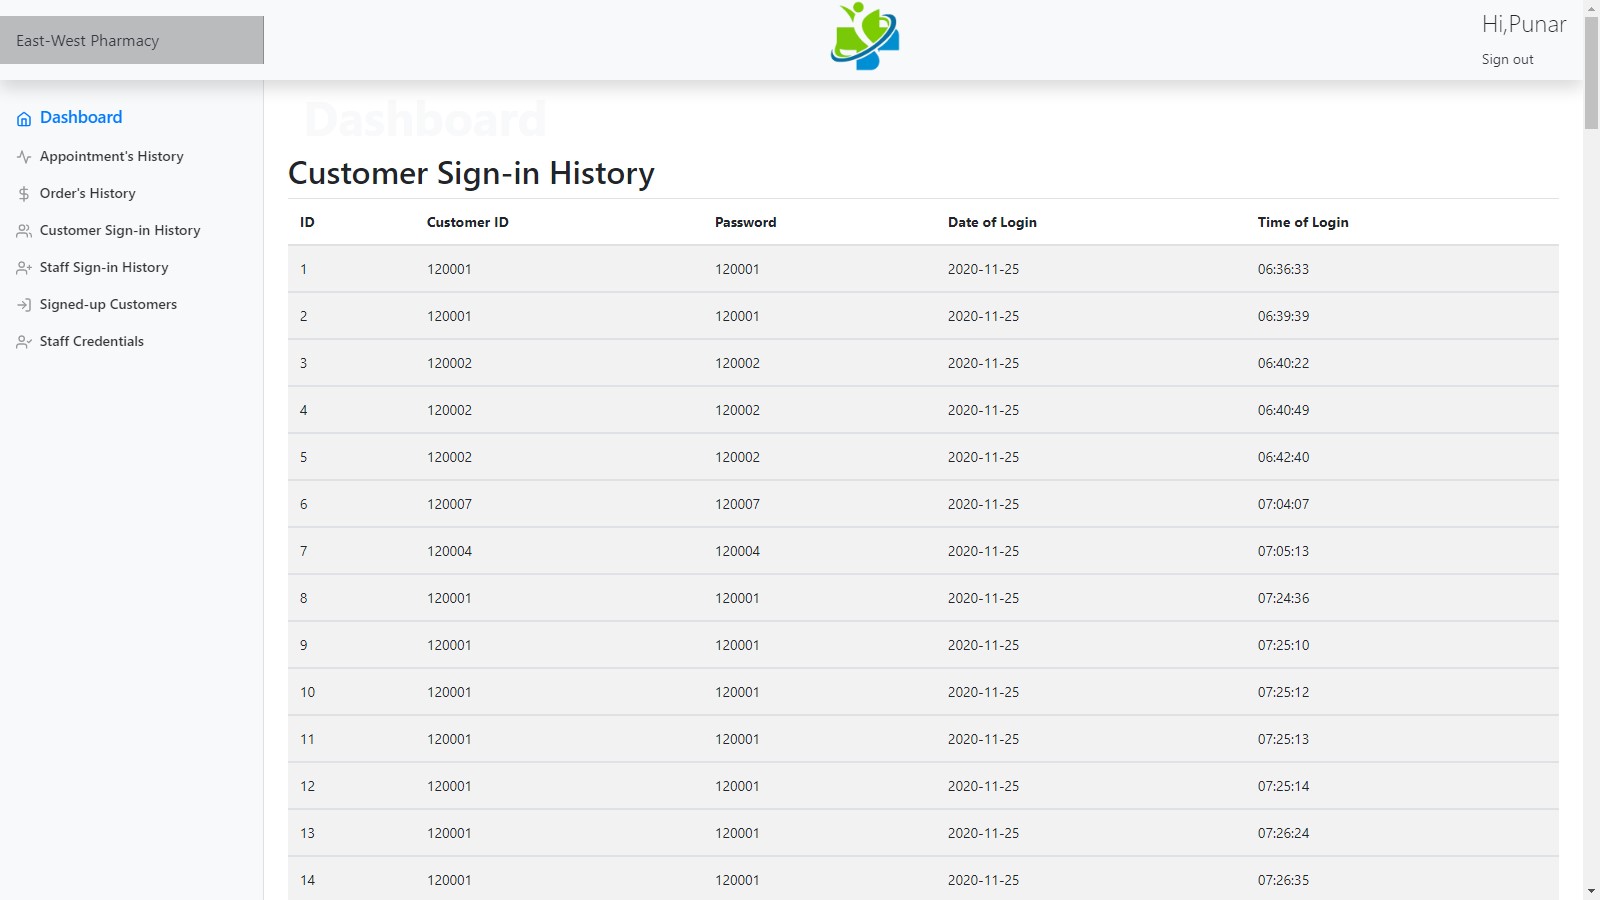 East-West Pharmacy
Hi,Punar
Sign out
Dashboard
Appointment's History
Order's History
Customer Sign-in History
Staff Sign-in History
Signed-up Customers
Staff Credentials
Dashboard
Customer Sign-in History
ID Customer ID Password Date of Login Time of Login
1 120001 120001 2020-11-25 06:36:33
2 120001 120001 2020-11-25 06:39:39
3 120002 120002 2020-11-25 06:40:22
4 120002 120002 2020-11-25 06:40:49
5 120002 120002 2020-11-25 06:42:40
6 120007 120007 2020-11-25 07:04:07
7 120004 120004 2020-11-25 07:05:13
8 120001 120001 2020-11-25 07:24:36
9 120001 120001 2020-11-25 07:25:10
10 120001 120001 2020-11-25 07:25:12
11 120001 120001 2020-11-25 07:25:13
12 120001 120001 2020-11-25 07:25:14
13 120001 120001 2020-11-25 07:26:24
14 120001 120001 2020-11-25 07:26:35